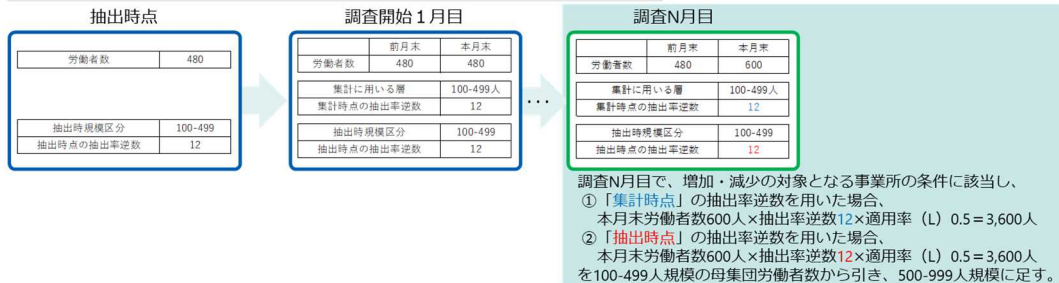 抽出時点
労働者数 480
抽出時規模区分 100-499
抽出時点の抽出率逆数 12
調査開始１月目
前月末 本月末
労働者数 480 480
集計に用いる層 100-499人
集計時点の抽出率逆数 12
抽出時規模区分 100-499
抽出時点の抽出率逆数 12
…
調査N月目
前月末 本月末
労働者数 480 600
集計に用いる層 100-499人
集計時点の抽出率逆数 12
抽出時規模区分 100-499
抽出時点の抽出率逆数 12
調査N月目で、増加・減少の対象となる事業所の条件に該当し、
①「集計時点」の抽出率逆数を用いた場合、
本月末労働者数600人×抽出率逆数12×適用率（L）0.5＝3,600人
②「抽出時点」の抽出率逆数を用いた場合、
本月末労働者数600人×抽出率逆数12×適用率（L）0.5＝3,600人
を100-499人規模の母集団労働者数から引き、500-999人規模に足す。